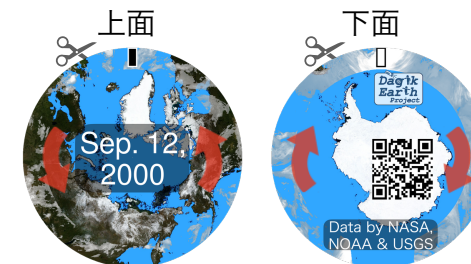 上面
下面
Sep. 12,
2000
Dagik
Earth
Project
Data by NASA,
NOAA & USGS